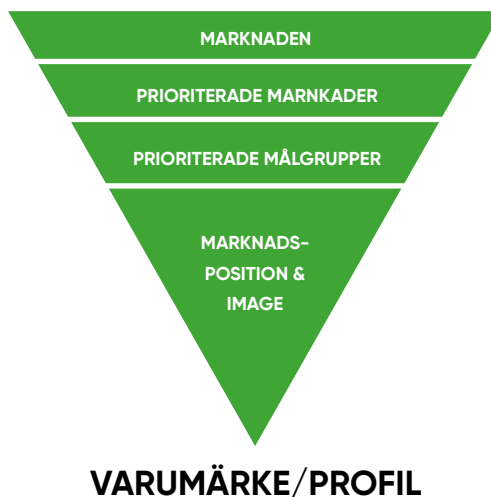 MARKNADEN
PRIORITERADE MARNKADER
PRIORITERADE MÅLGRUPPER
MARKNADS-
POSITION &
IMAGE
VARUMÄRKE/PROFIL